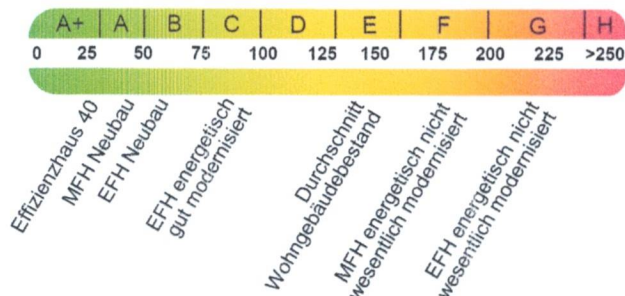 A+ A B C D E F G H
0 25 50 75 100 125 150 175 200 225 >250
Effizienzhaus 40
MFH Neubau
EFH Neubau
EFH energetisch
gut modernisiert
Durchschnitt
Wohngebäudebestand
MFH energetisch nicht
wesentlich modernisiert
EFH energetisch nicht
wesentlich modernisiert